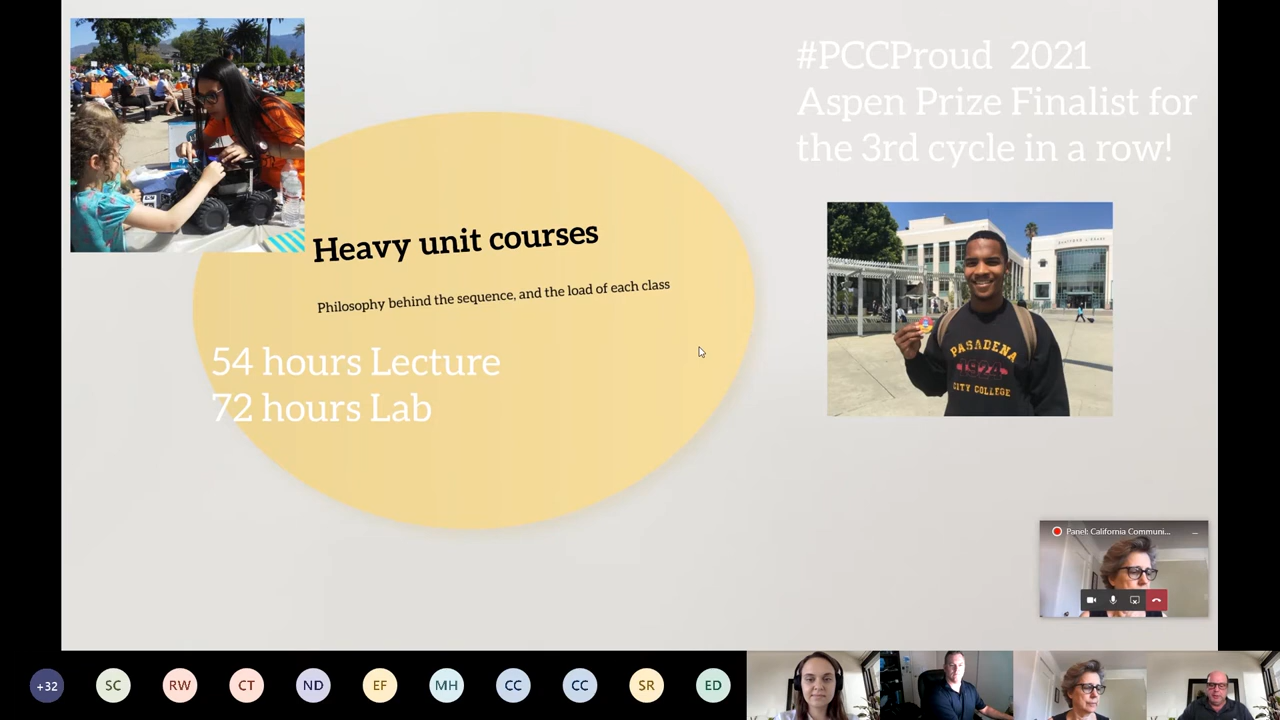 #PCCProud 2021
Aspen Prize Finalist for
the 3rd cycle in a row!
Heavy unit courses
Philosophy behind the sequence, and the load of each class
54 hours Lecture
72 hours Lab
PASADENA
1924
CITY COLLEGE
Panel: California Communi...
+32
SC
RW
CT
ND
EF
MH
CC
CC
SR
ED